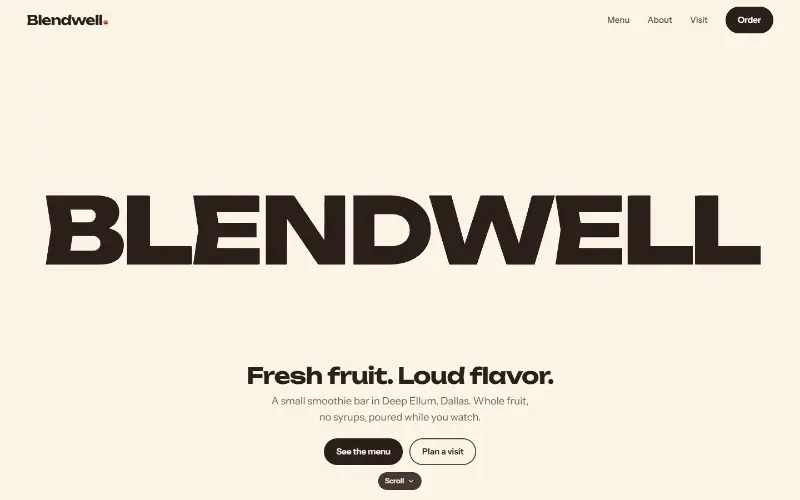 Blendwell.
Menu About Visit Order
BLENDWELL
Fresh fruit. Loud flavor.
A small smoothie bar in Deep Ellum, Dallas. Whole fruit,
no syrups, poured while you watch.
See the menu Plan a visit
Scroll